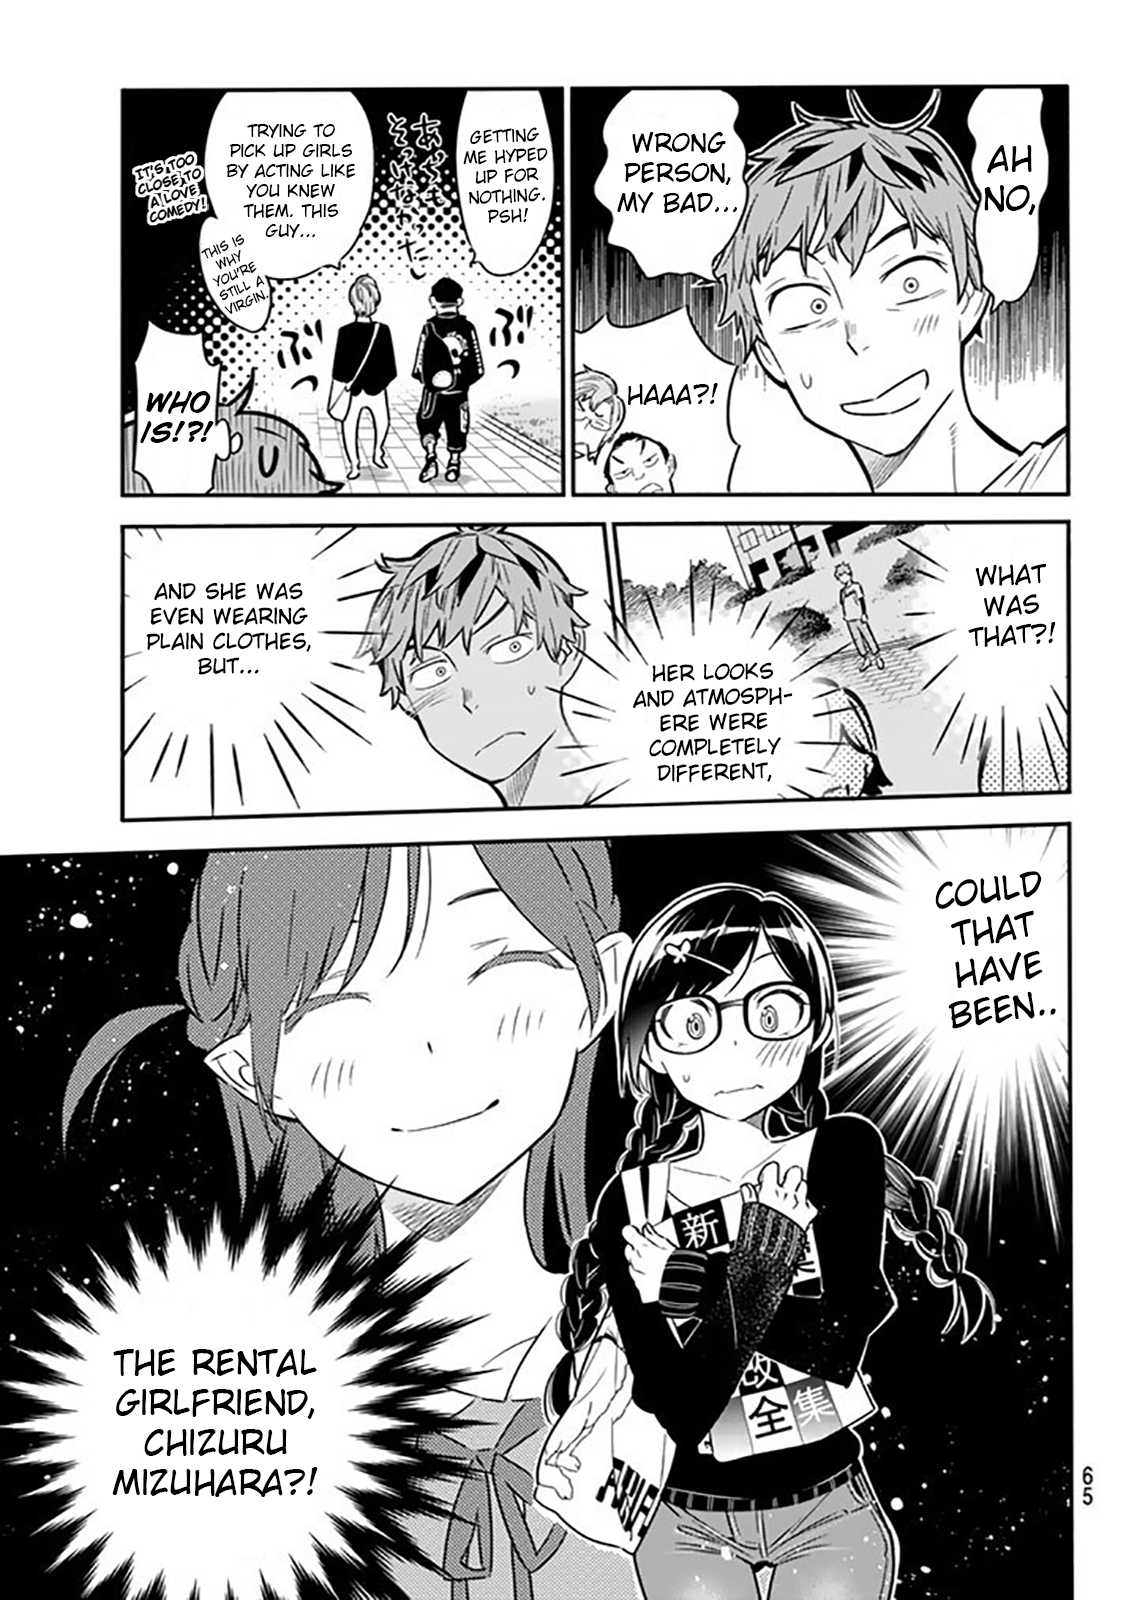 AH
NO,
WRONG
PERSON,
MY BAD...
HAAA?!
GETTING
ME HYPED
UP FOR
NOTHING.
PSH!
TRYING TO
PICK UP GIRLS
BY ACTING LIKE
YOU KNEW
THEM. THIS
GUY...
THIS IS
WHY
YOU'RE
STILL A
VIRGIN.
IT'S TOO
CLOSE TO
A LOVE
COMEDY!
WHO
IS!?!
WHAT
WAS
THAT?!
HER LOOKS
AND ATMOSPH-
ERE WERE
COMPLETELY
DIFFERENT,
AND SHE WAS
EVEN WEARING
PLAIN CLOTHES,
BUT...
COULD
THAT
HAVE
BEEN..
新
改
全集
THE RENTAL
GIRLFRIEND,
CHIZURU
MIZUHARA?!
65